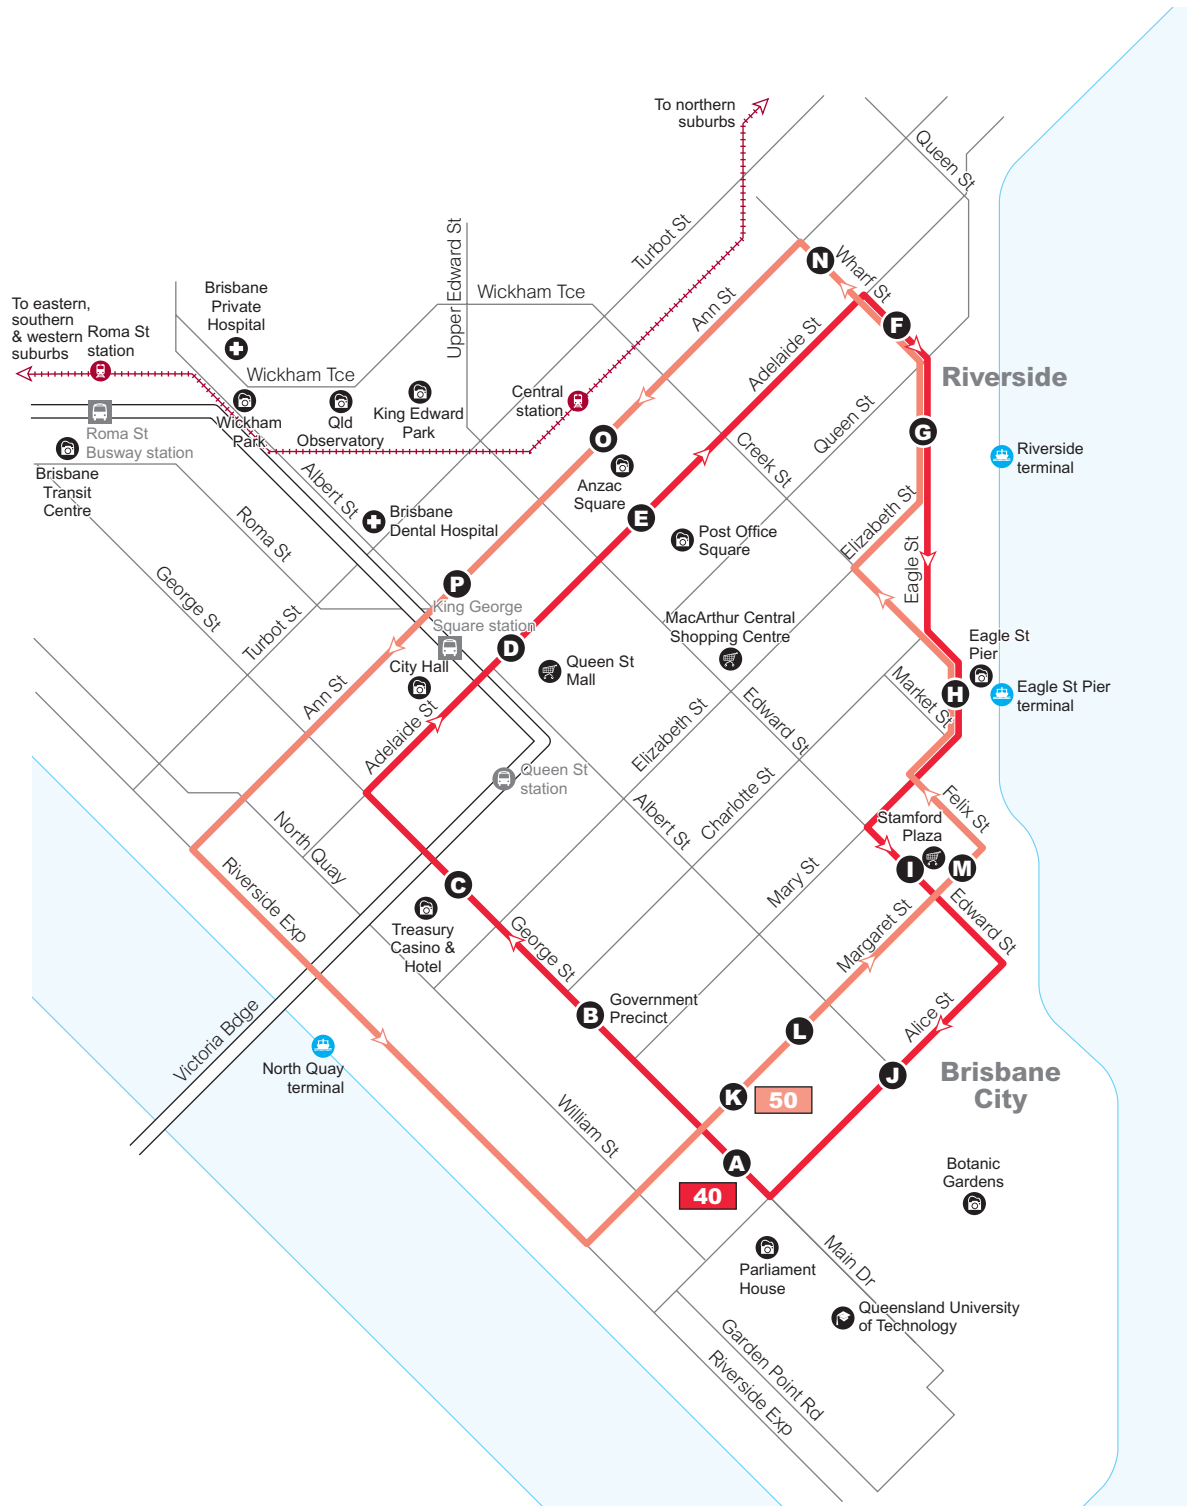 To northern
suburbs
Queen St
Turbot St
Upper Edward St
Wickham Tce
Brisbane
Private
Hospital
To eastern,
southern
& western
suburbs
Roma St
station
N
Wharf St
F
Ann St
Adelaide St
Riverside
Wickham Tce
Central
station
King Edward
Park
Qld
Observatory
Wickham
Park
Roma St
Busway station
Brisbane
Transit
Centre
Albert St
O
Anzac
Square
Creek St
Queen St
G
Riverside
terminal
Brisbane
Dental Hospital
E
Post Office
Square
Elizabeth St
Eagle St
Roma St
George St
Turbot St
P
King George
Square station
D
City Hall
Queen St
Mall
MacArthur Central
Shopping Centre
Eagle St
Pier
H
Eagle St Pier
terminal
Market St
Ann St
Adelaide St
Elizabeth St
Edward St
Queen St
station
Charlotte St
Albert St
Felix St
Stamford
Plaza
North Quay
Mary St
I
M
Riverside Exp
C
Treasury
Casino &
Hotel
George St
Margaret St
Edward St
B
Government
Precinct
L
Alice St
Victoria Bdge
North Quay
terminal
J
Brisbane
City
K
50
William St
A
40
Botanic
Gardens
Main Dr
Parliament
House
Queensland University
of Technology
Garden Point Rd
Riverside Exp